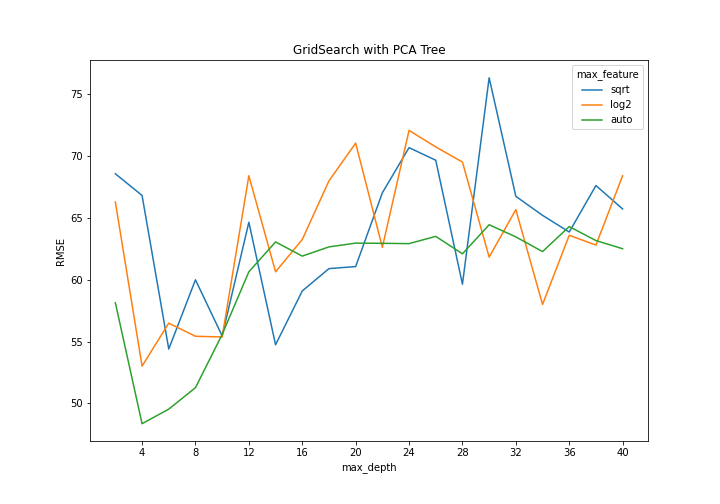 GridSearch with PCA Tree
max_feature
sqrt
log2
auto
75
70
65
60
55
50
RMSE
4 8 12 16 20 24 28 32 36 40
max_depth